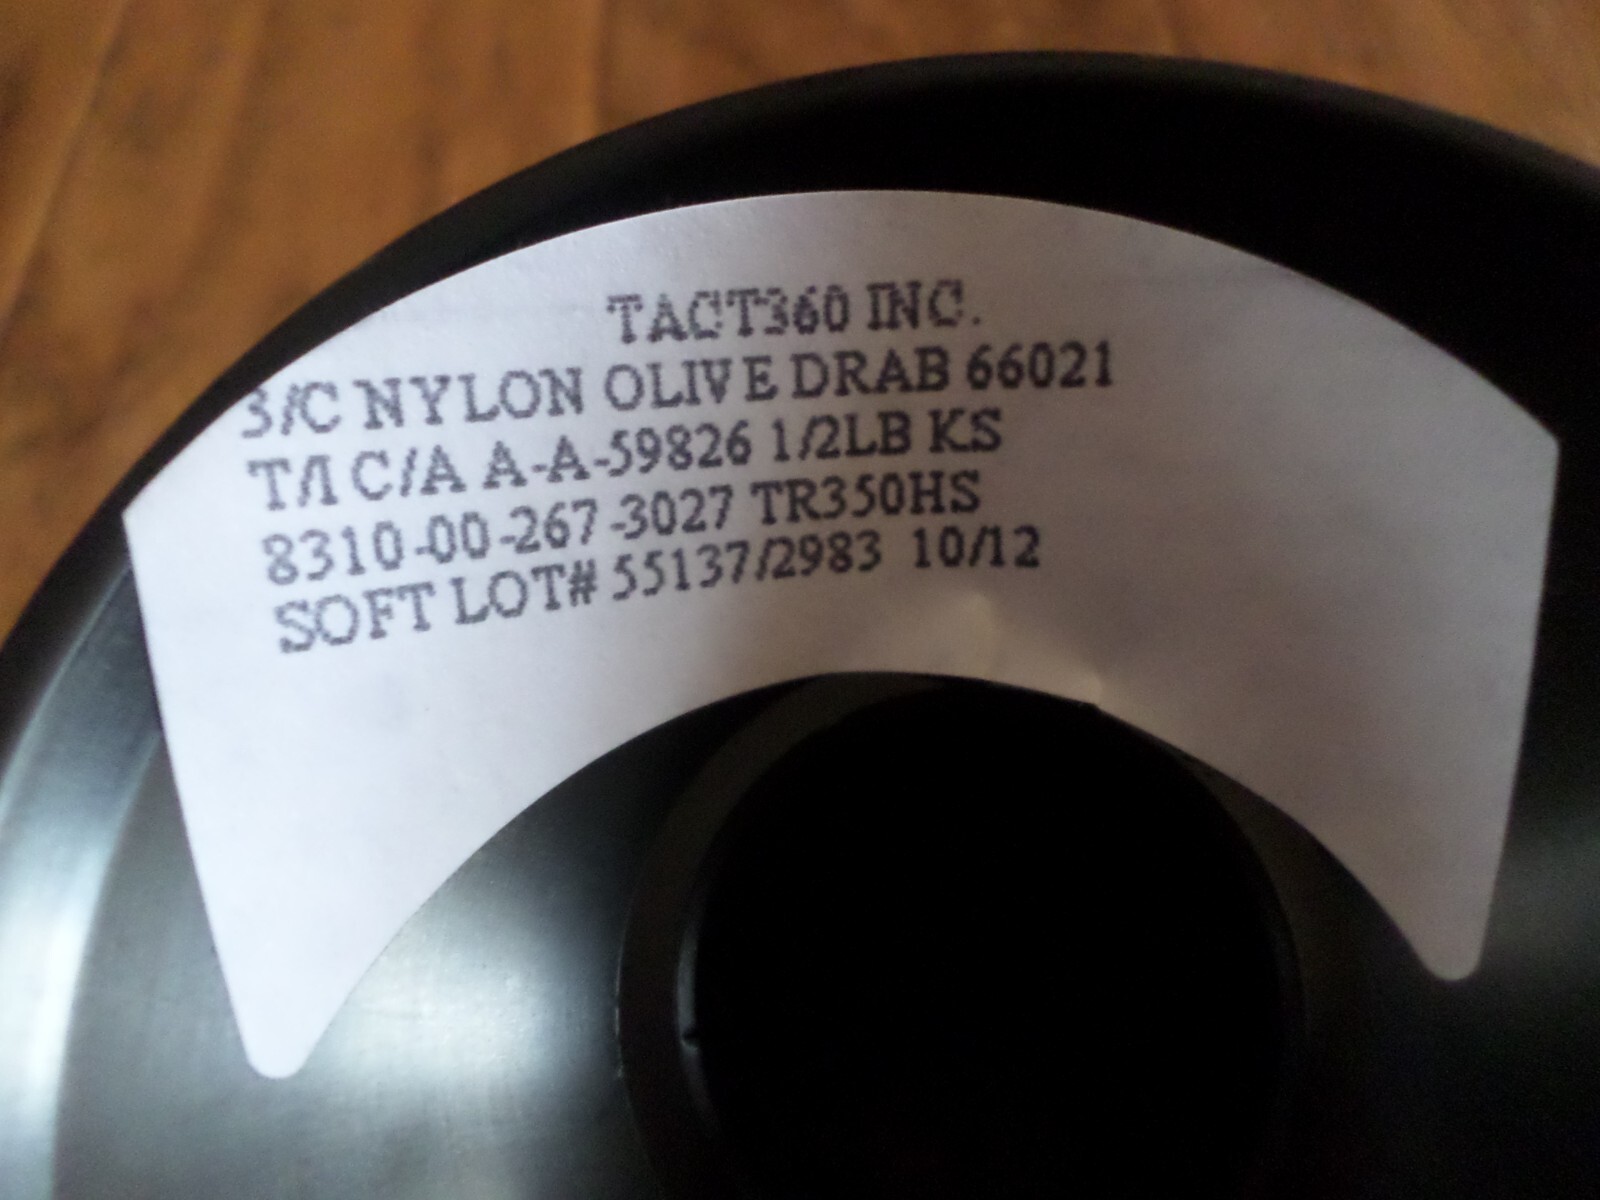 TACT360 INC.
3/C NYLON OLIVE DRAB 66021
T/I C/A A-A-59826 1/2LB KS
8310-00-267-3027 TR350HS
SOFT LOT# 55137/2983 10/12